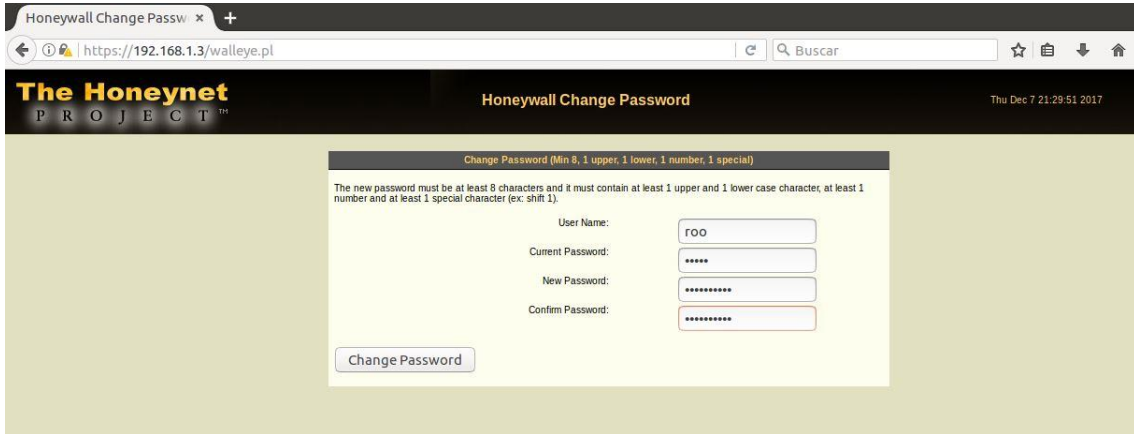 Honeywall Change Passw
https://192.168.1.3/walleye.pl
Buscar
The Honeynet
PROJECT™
Honeywall Change Password
Thu Dec 7 21:29:51 2017
Change Password (Min 8, 1 upper, 1 lower, 1 number, 1 special)
The new password must be at least 8 characters and it must contain at least 1 upper and 1 lower case character, at least 1
number and at least 1 special character (ex: shift 1).
User Name: roo
Current Password: •••••
New Password: ••••••••••
Confirm Password: ••••••••••
Change Password